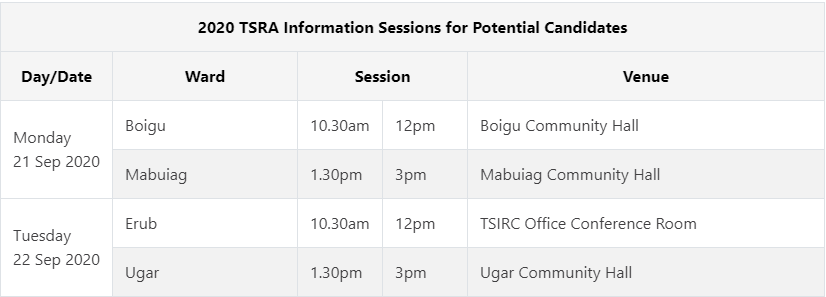 2020 TSRA Information Sessions for Potential Candidates
Day/Date Ward Session Venue
Monday
21 Sep 2020
Boigu 10.30am 12pm Boigu Community Hall
Mabuiag 1.30pm 3pm Mabuiag Community Hall
Tuesday
22 Sep 2020
Erub 10.30am 12pm TSIRC Office Conference Room
Ugar 1.30pm 3pm Ugar Community Hall